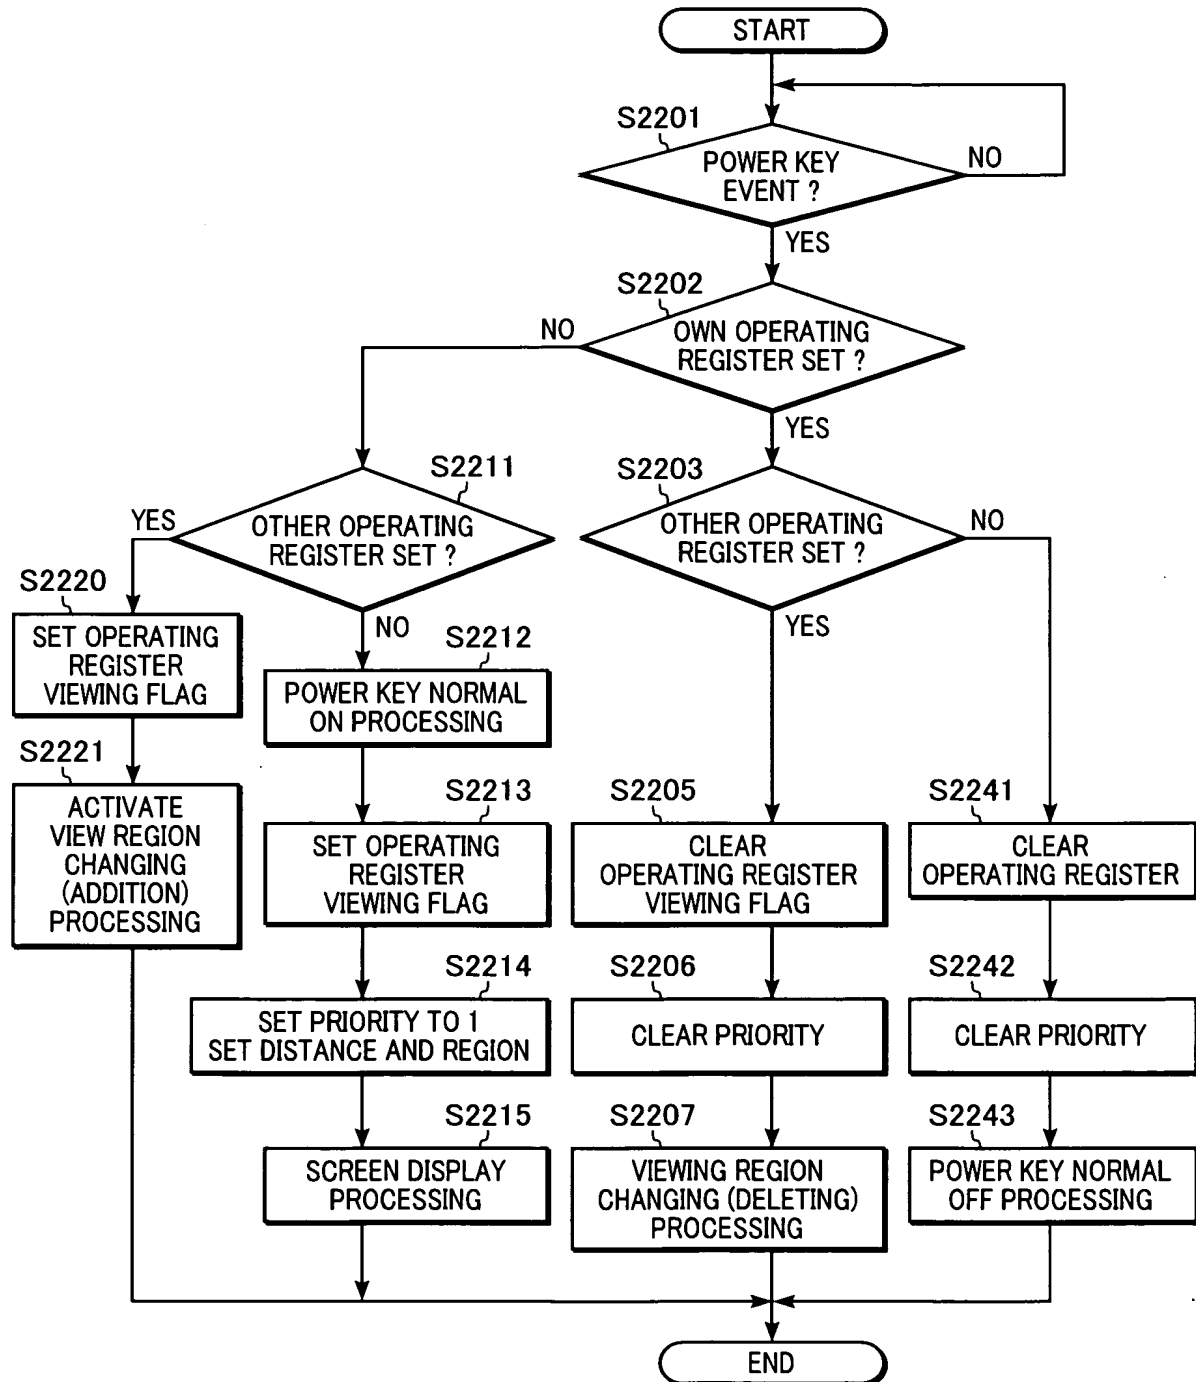 START
S2201
POWER KEY
EVENT ?
NO
YES
S2202
OWN OPERATING
REGISTER SET ?
NO
YES
S2211
OTHER OPERATING
REGISTER SET ?
YES
NO
S2203
OTHER OPERATING
REGISTER SET ?
NO
YES
S2220
SET OPERATING
REGISTER
VIEWING FLAG
S2221
ACTIVATE
VIEW REGION
CHANGING
(ADDITION)
PROCESSING
S2212
POWER KEY NORMAL
ON PROCESSING
S2213
SET OPERATING
REGISTER
VIEWING FLAG
S2214
SET PRIORITY TO 1
SET DISTANCE AND REGION
S2215
SCREEN DISPLAY
PROCESSING
S2205
CLEAR
OPERATING REGISTER
VIEWING FLAG
S2206
CLEAR PRIORITY
S2207
VIEWING REGION
CHANGING (DELETING)
PROCESSING
S2241
CLEAR
OPERATING REGISTER
S2242
CLEAR PRIORITY
S2243
POWER KEY NORMAL
OFF PROCESSING
END